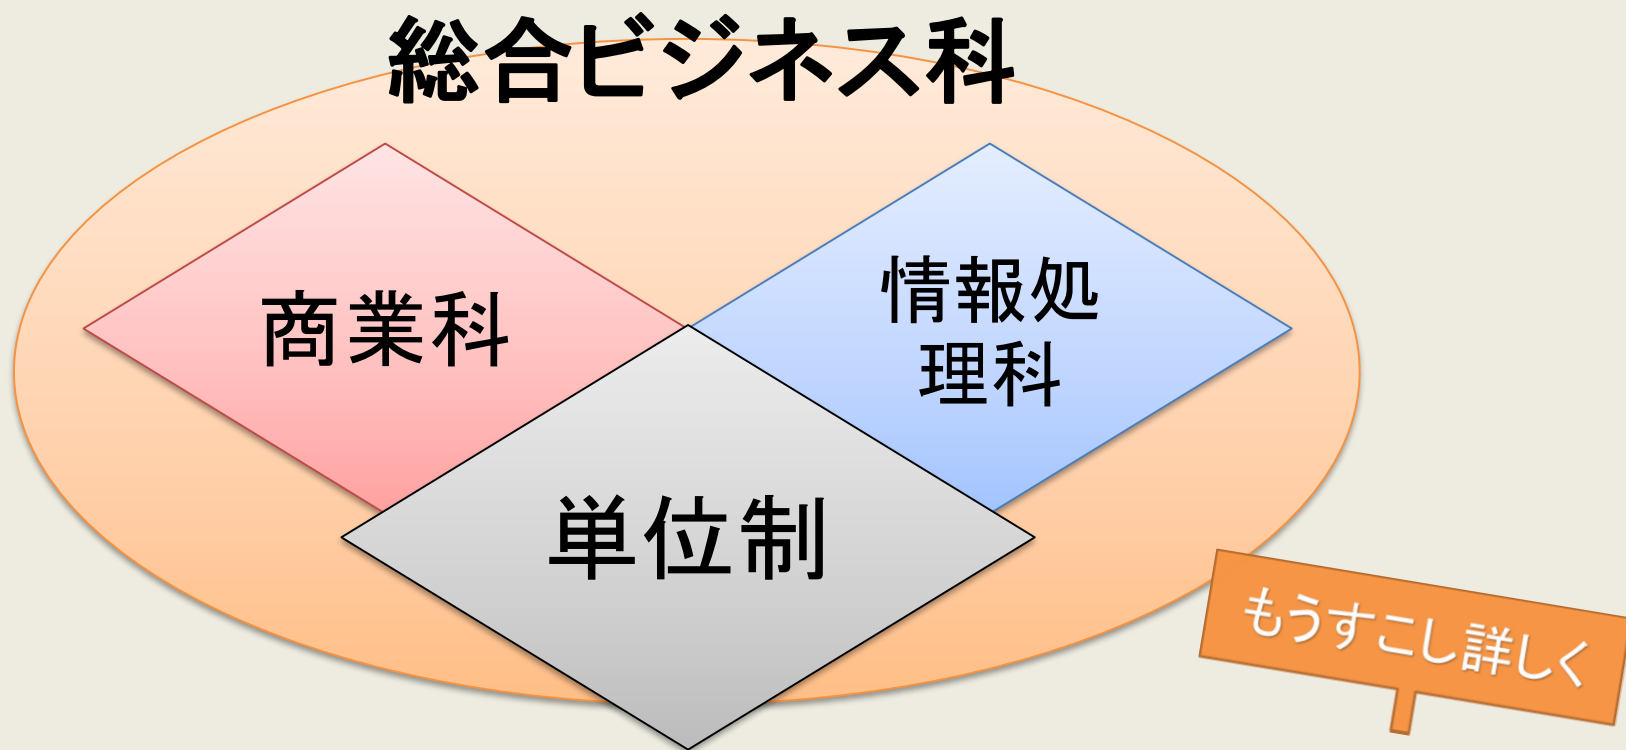 総合ビジネス科
商業科
情報処
理科
単位制
もうすこし詳しく